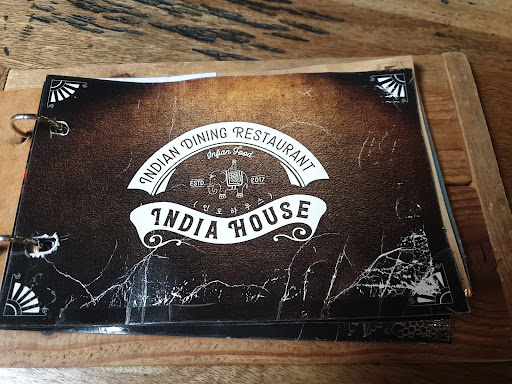 INDIAN DINING RESTAURANT
Indian Food
ESTD. 2017
(인도하우스)
INDIA HOUSE